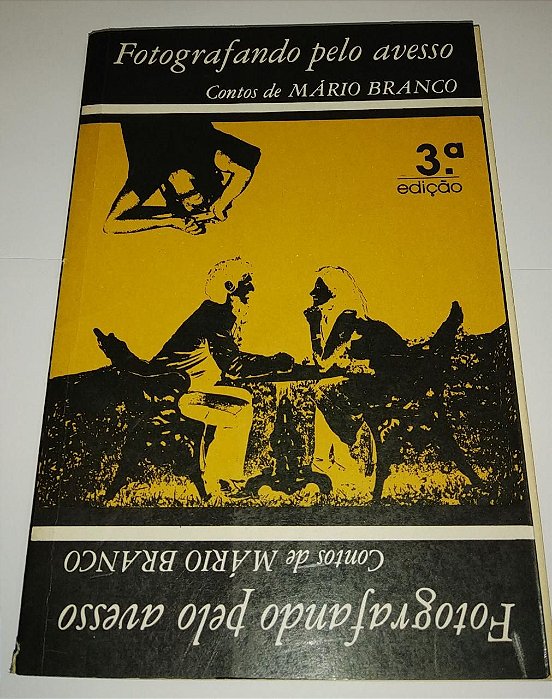 Fotografando pelo avesso
Contos de MÁRIO BRANCO
3.ª
edição
Contos de MÁRIO BRANCO
Fotografando pelo avesso